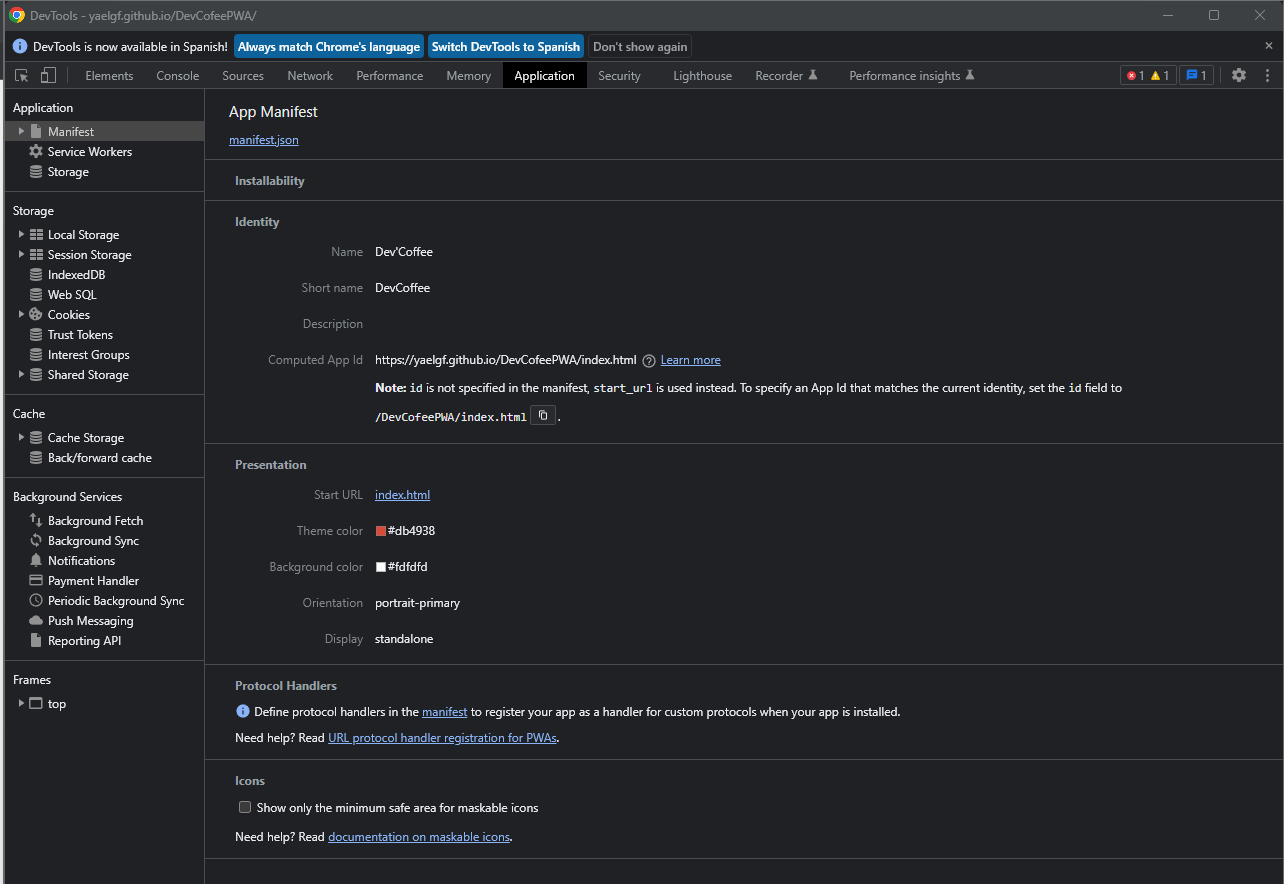 DevTools - yaelgf.github.io/DevCofeePWA/
DevTools is now available in Spanish! Always match Chrome's language Switch DevTools to Spanish Don't show again
Elements Console Sources Network Performance Memory Application Security Lighthouse Recorder Performance insights 1 1 1
Application
Manifest
Service Workers
Storage
Storage
Local Storage
Session Storage
IndexedDB
Web SQL
Cookies
Trust Tokens
Interest Groups
Shared Storage
Cache
Cache Storage
Back/forward cache
Background Services
Background Fetch
Background Sync
Notifications
Payment Handler
Periodic Background Sync
Push Messaging
Reporting API
Frames
top
App Manifest
manifest.json
Installability
Identity
Name Dev'Coffee
Short name DevCoffee
Description
Computed App Id https://yaelgf.github.io/DevCofeePWA/index.html Learn more
Note: id is not specified in the manifest, start_url is used instead. To specify an App Id that matches the current identity, set the id field to
/DevCofeePWA/index.html .
Presentation
Start URL index.html
Theme color #db4938
Background color #fdfdfd
Orientation portrait-primary
Display standalone
Protocol Handlers
Define protocol handlers in the manifest to register your app as a handler for custom protocols when your app is installed.
Need help? Read URL protocol handler registration for PWAs.
Icons
Show only the minimum safe area for maskable icons
Need help? Read documentation on maskable icons.